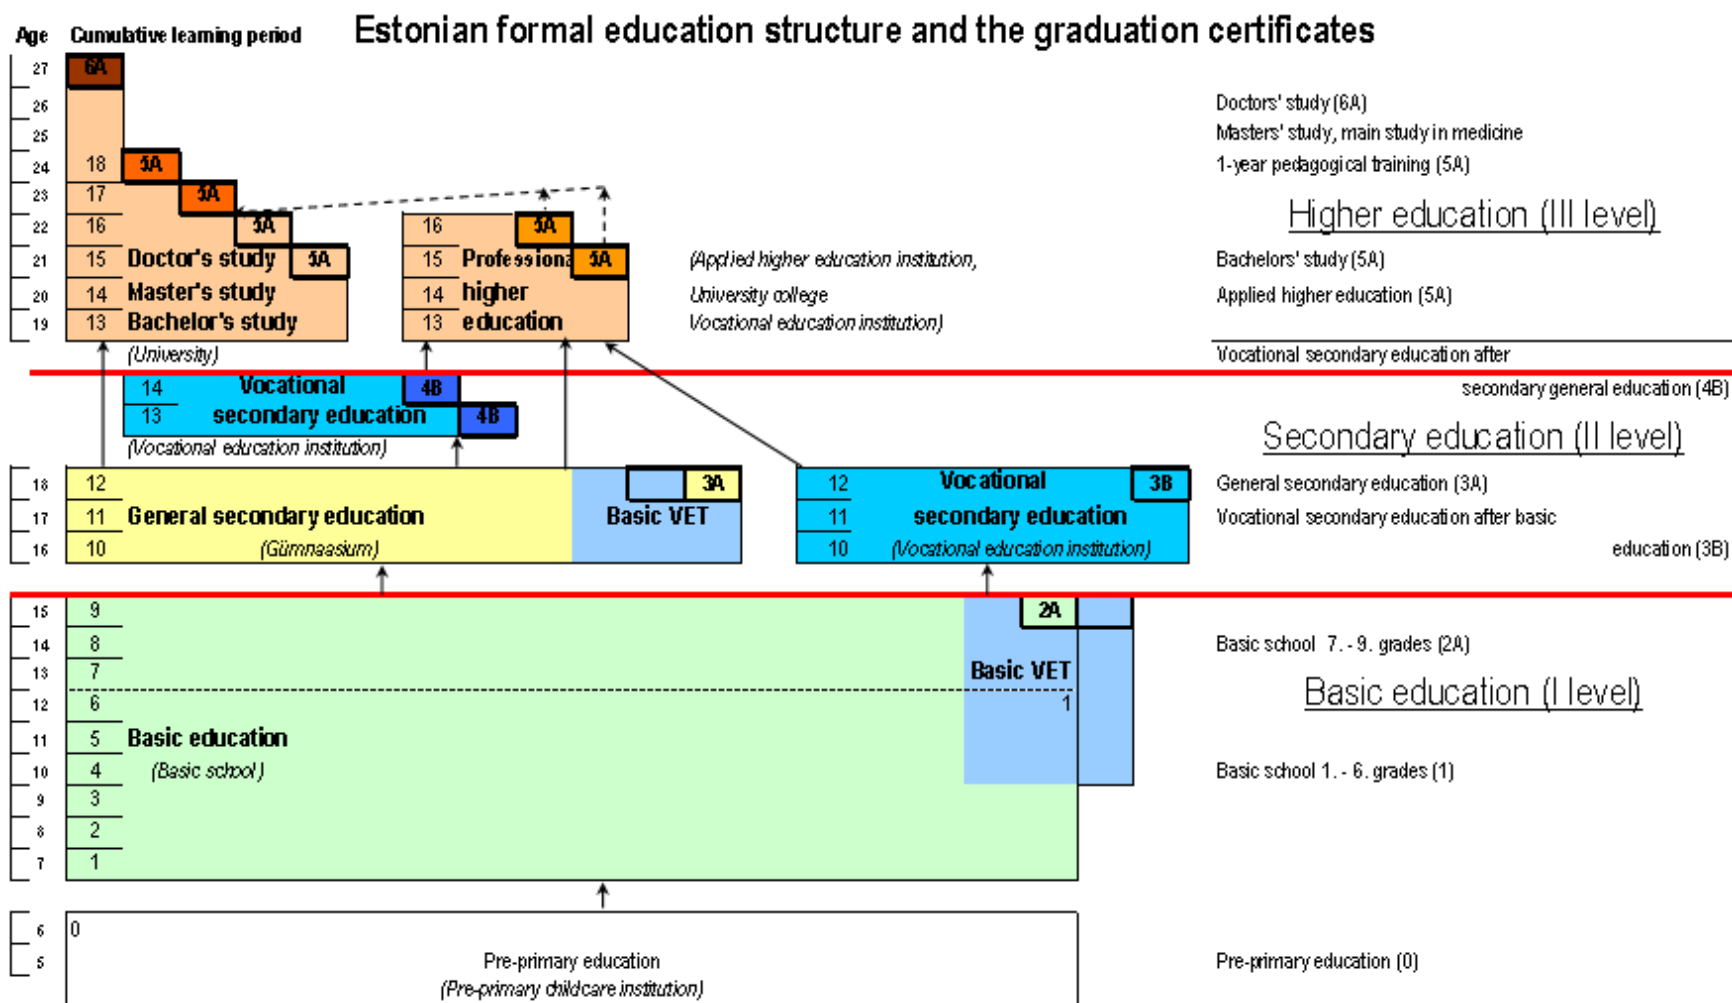 Estonian formal education structure and the graduation certificates
Age Cumulative learning period
27 6A
26 Doctors' study (6A)
25 Masters' study, main study in medicine
24 18 5A 1-year pedagogical training (5A)
23 17 5A
Higher education (III level)
22 16 5A 16 5A
21 15 Doctor's study 5A 15 Professional 5A (Applied higher education institution, Bachelors' study (5A)
20 14 Master's study 14 higher University college Applied higher education (5A)
19 13 Bachelor's study 13 education Vocational education institution)
(University) Vocational secondary education after
14 Vocational 4B secondary general education (4B)
13 secondary education 4B
Secondary education (II level)
(Vocational education institution)
18 12 3A 12 Vocational 3B General secondary education (3A)
17 11 General secondary education Basic VET 11 secondary education Vocational secondary education after basic
16 10 (Gümnaasium) 10 (Vocational education institution) education (3B)
15 9 2A
14 8 Basic school 7. - 9. grades (2A)
13 7 Basic VET
Basic education (I level)
12 6 1
11 5 Basic education
10 4 (Basic school) Basic school 1. - 6. grades (1)
9 3
8 2
7 1
6 0
5 Pre-primary education Pre-primary education (0)
(Pre-primary childcare institution)